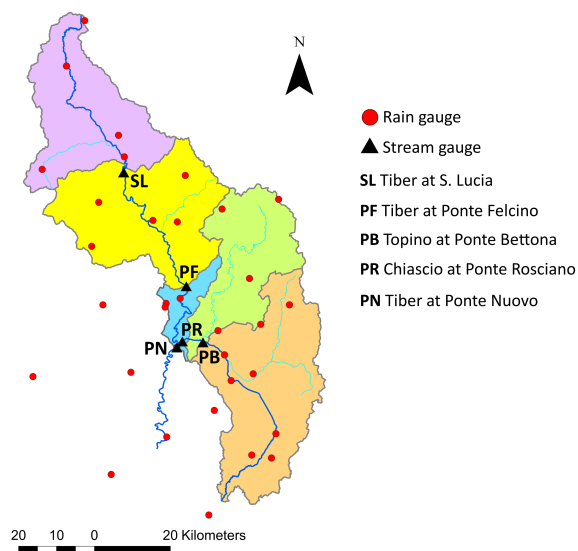 N
Rain gauge
Stream gauge
SL Tiber at S. Lucia
PF Tiber at Ponte Felcino
PB Topino at Ponte Bettona
PR Chiascio at Ponte Rosciano
PN Tiber at Ponte Nuovo
SL
PF
PR
PN
PB
20 10 0 20 Kilometers